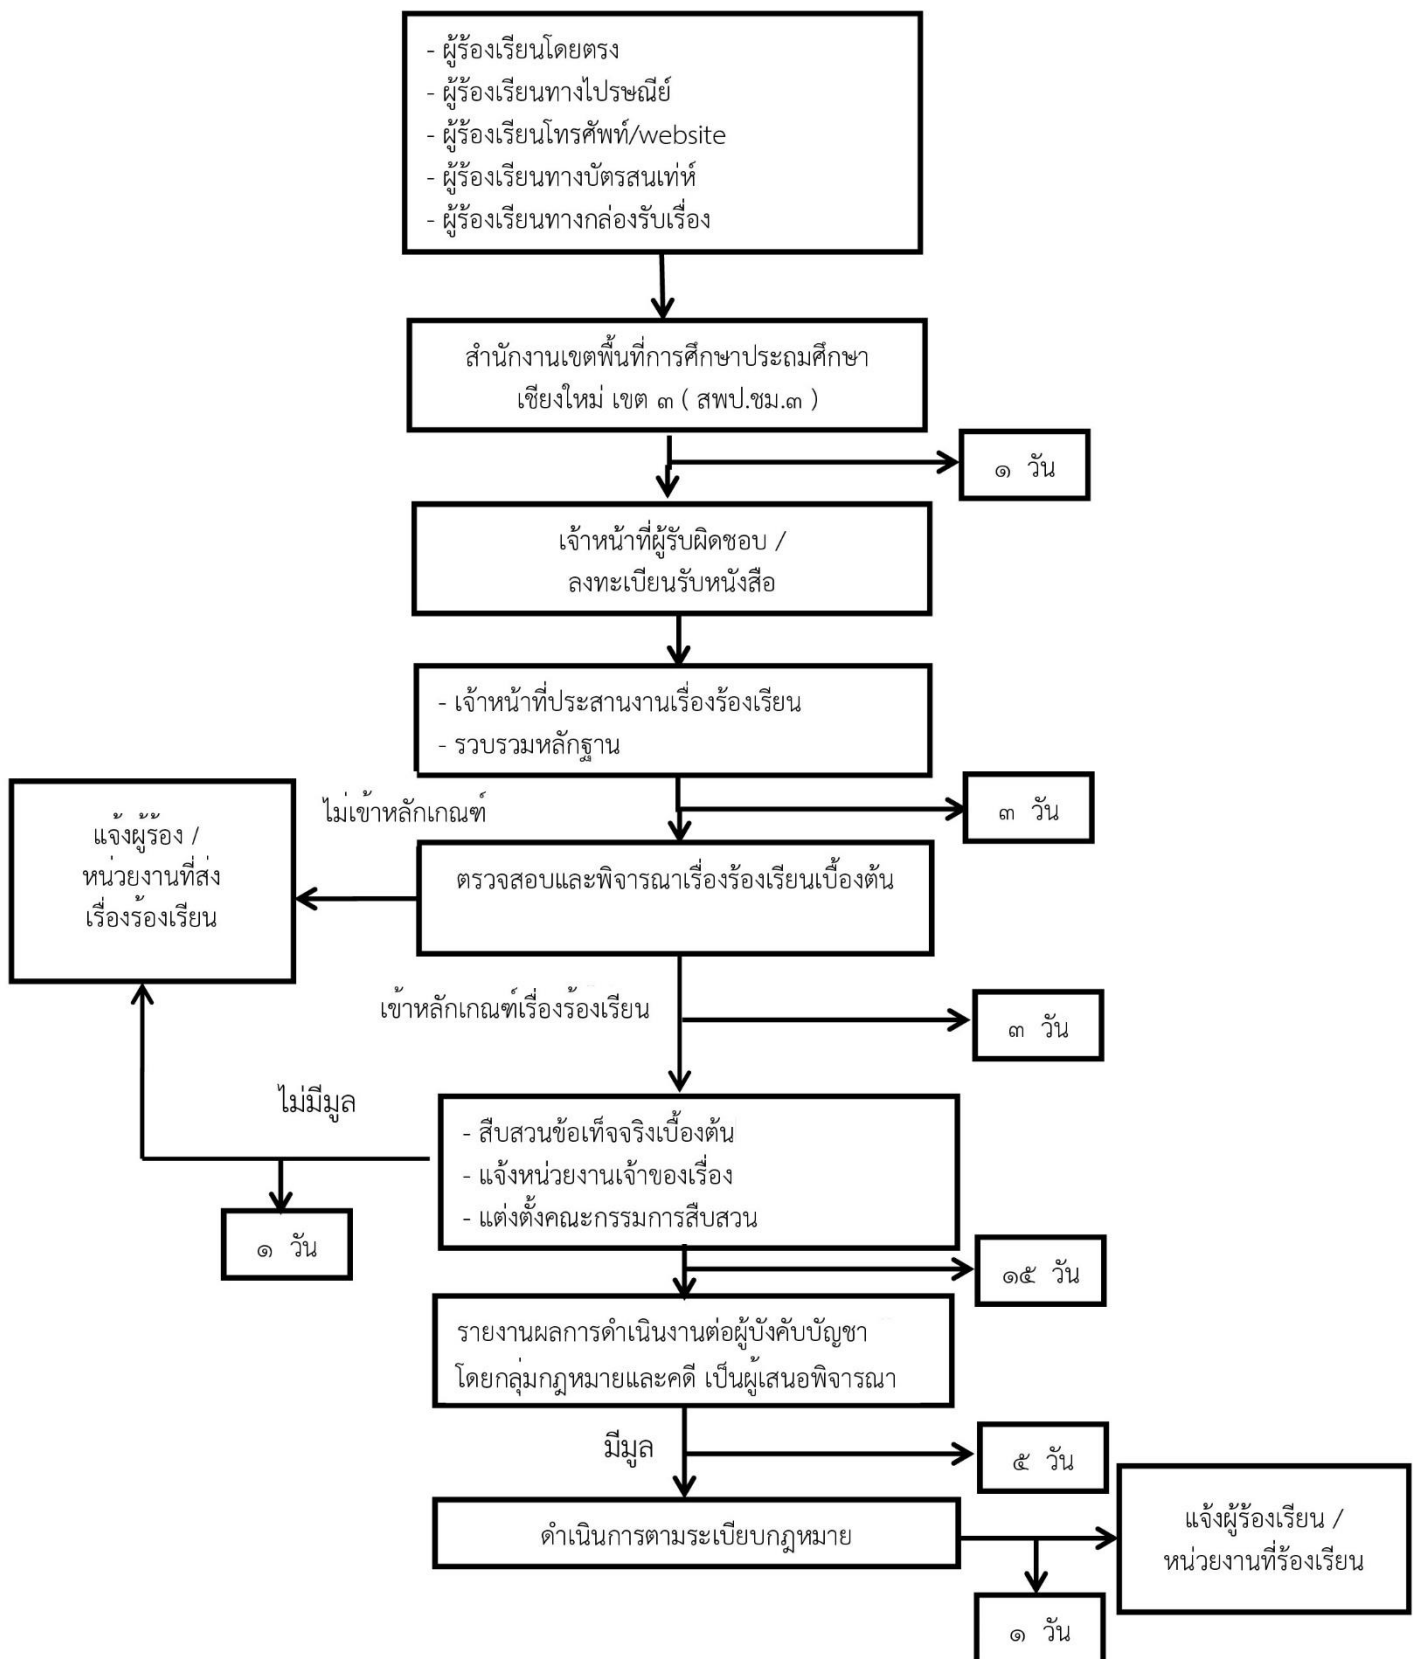 - ผู้ร้องเรียนโดยตรง
- ผู้ร้องเรียนทางไปรษณีย์
- ผู้ร้องเรียนโทรศัพท์/website
- ผู้ร้องเรียนทางบัตรสนเท่ห์
- ผู้ร้องเรียนทางกล่องรับเรื่อง
สำนักงานเขตพื้นที่การศึกษาประถมศึกษา
เชียงใหม่ เขต ๓ ( สพป.ชม.๓ )
๑ วัน
เจ้าหน้าที่ผู้รับผิดชอบ /
ลงทะเบียนรับหนังสือ
- เจ้าหน้าที่ประสานงานเรื่องร้องเรียน
- รวบรวมหลักฐาน
๓ วัน
ไม่เข้าหลักเกณฑ์
แจ้งผู้ร้อง /
หน่วยงานที่ส่ง
เรื่องร้องเรียน
ตรวจสอบและพิจารณาเรื่องร้องเรียนเบื้องต้น
เข้าหลักเกณฑ์เรื่องร้องเรียน
๓ วัน
ไม่มีมูล
- สืบสวนข้อเท็จจริงเบื้องต้น
- แจ้งหน่วยงานเจ้าของเรื่อง
- แต่งตั้งคณะกรรมการสืบสวน
๑ วัน
๑๕ วัน
รายงานผลการดำเนินงานต่อผู้บังคับบัญชา
โดยกลุ่มกฎหมายและคดี เป็นผู้เสนอพิจารณา
มีมูล
๕ วัน
ดำเนินการตามระเบียบกฎหมาย
แจ้งผู้ร้องเรียน /
หน่วยงานที่ร้องเรียน
๑ วัน